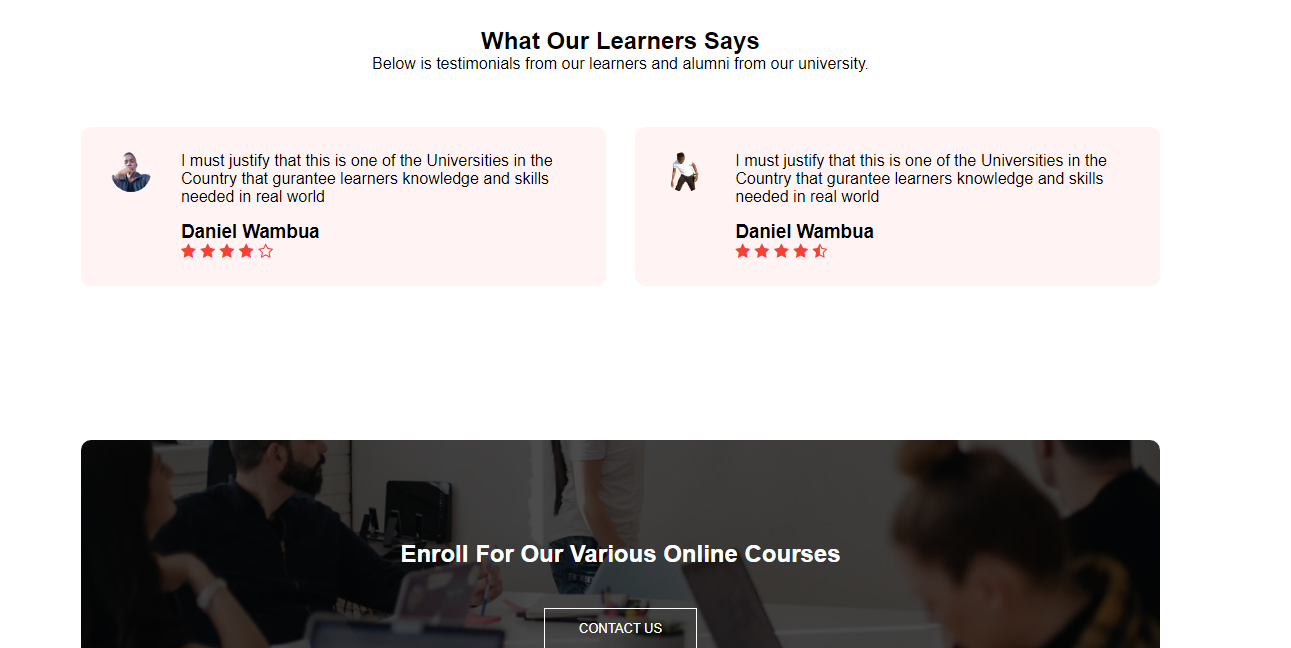 What Our Learners Says
Below is testimonials from our learners and alumni from our university.
I must justify that this is one of the Universities in the
Country that gurantee learners knowledge and skills
needed in real world
Daniel Wambua
I must justify that this is one of the Universities in the
Country that gurantee learners knowledge and skills
needed in real world
Daniel Wambua
Enroll For Our Various Online Courses
CONTACT US